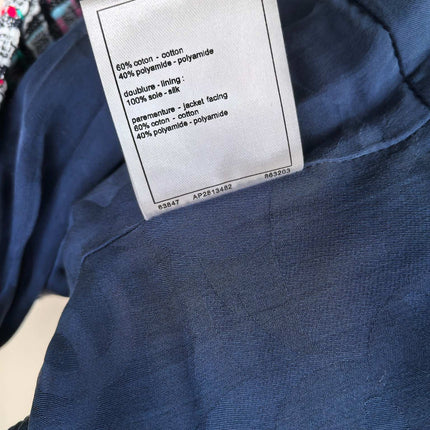 60% coton - cotton
40% polyamide - polyamide
doublure - lining :
100% soie - silk
parementure - jacket facing
60% coton - cotton
40% polyamide - polyamide
63847 AP2813482 863203